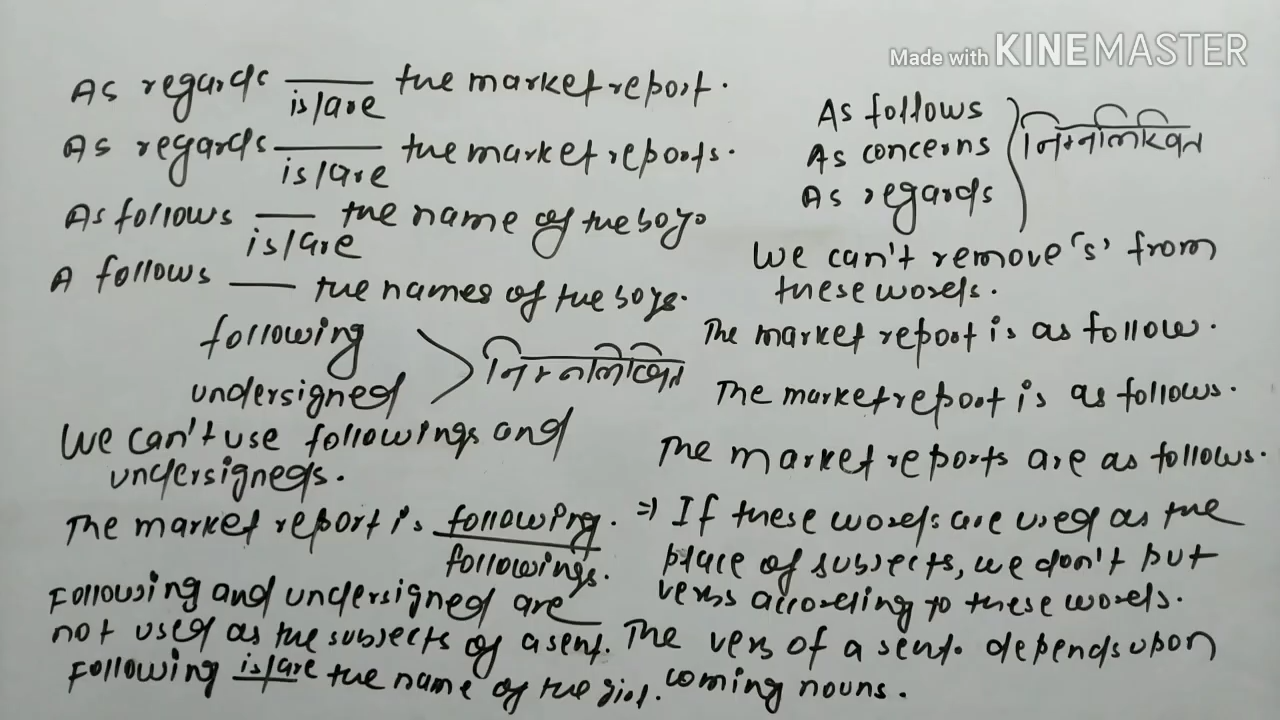 Made with KINEMASTER
As regards ____ the market report.
is/are
As regards ____ the market reports.
is/are
As follows ____ the name of the boy.
is/are
A follows ____ the names of the boys.
following
undersigned
निम्नलिखित
We can't use followings and
undersigneds.
The market report is following.
followings.
Following and undersigned are
not used as the subjects of a sent.
Following is/are the name of the girl.
As follows
As concerns
As regards
निम्नलिखित
We can't remove 's' from
these words.
The market report is as follow.
The market report is as follows.
The market reports are as follows.
⇒ If these words are used as the
place of subjects, we don't put
verbs according to these words.
The verb of a sent. depends upon
coming nouns.